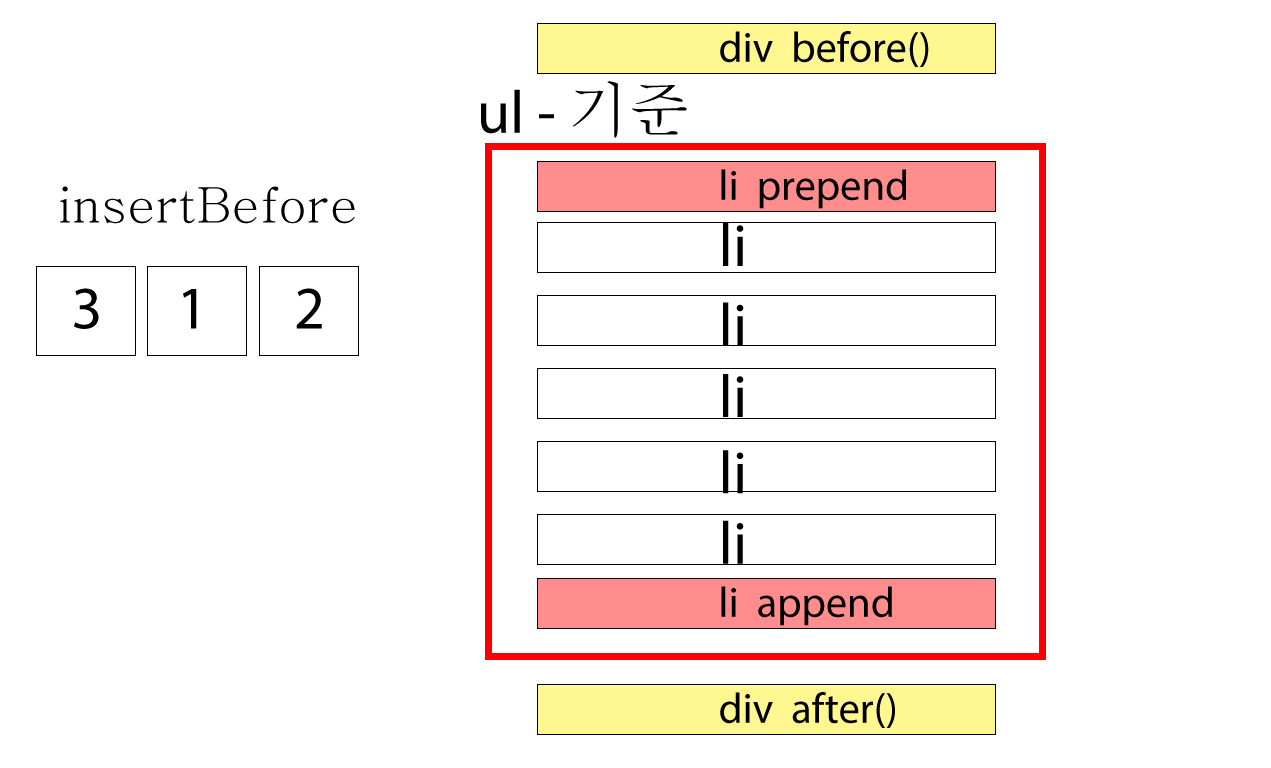 div before()
ul - 기준
insertBefore
3 1 2
li prepend
li
li
li
li
li
li append
div after()